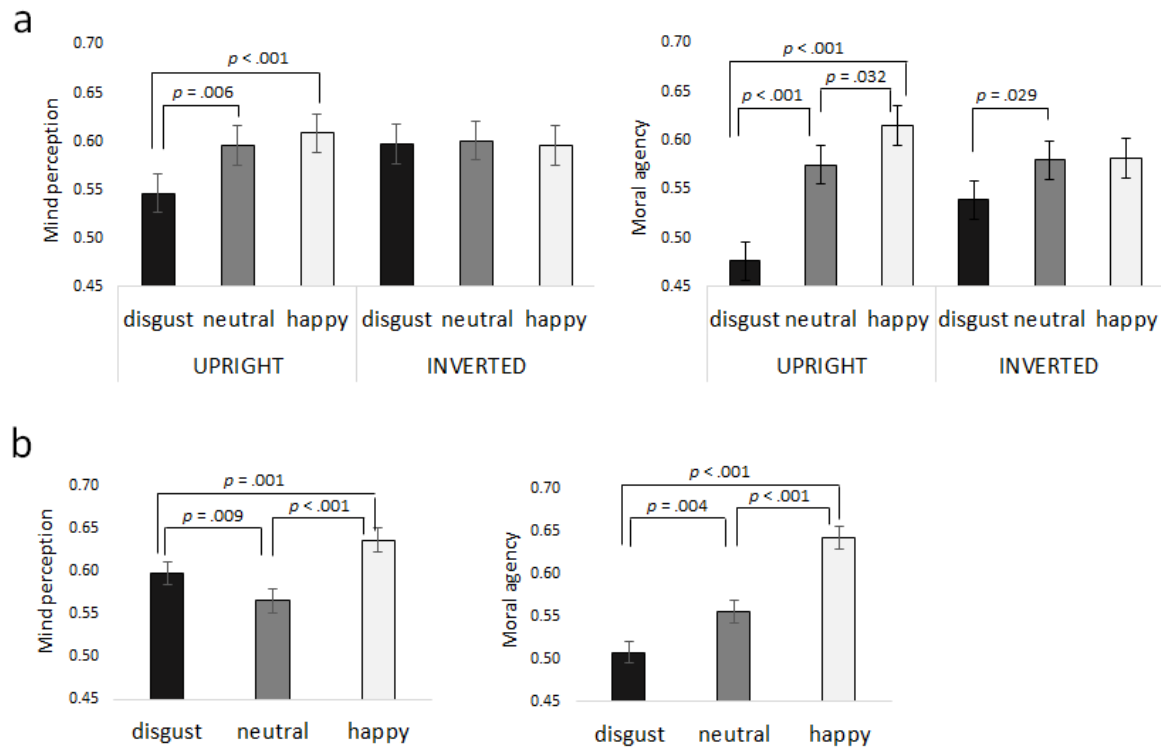 a
Mind perception
0.70
0.65
0.60
0.55
0.50
0.45
p < .001
p = .006
disgust neutral happy disgust neutral happy
UPRIGHT INVERTED
Moral agency
0.70
0.65
0.60
0.55
0.50
0.45
p < .001
p = .032
p <.001
p = .029
disgust neutral happy disgust neutral happy
UPRIGHT INVERTED
b
Mind perception
0.70
0.65
0.60
0.55
0.50
0.45
p = .001
p = .009
p < .001
disgust neutral happy
Moral agency
0.70
0.65
0.60
0.55
0.50
0.45
p <.001
p = .004
p <.001
disgust neutral happy